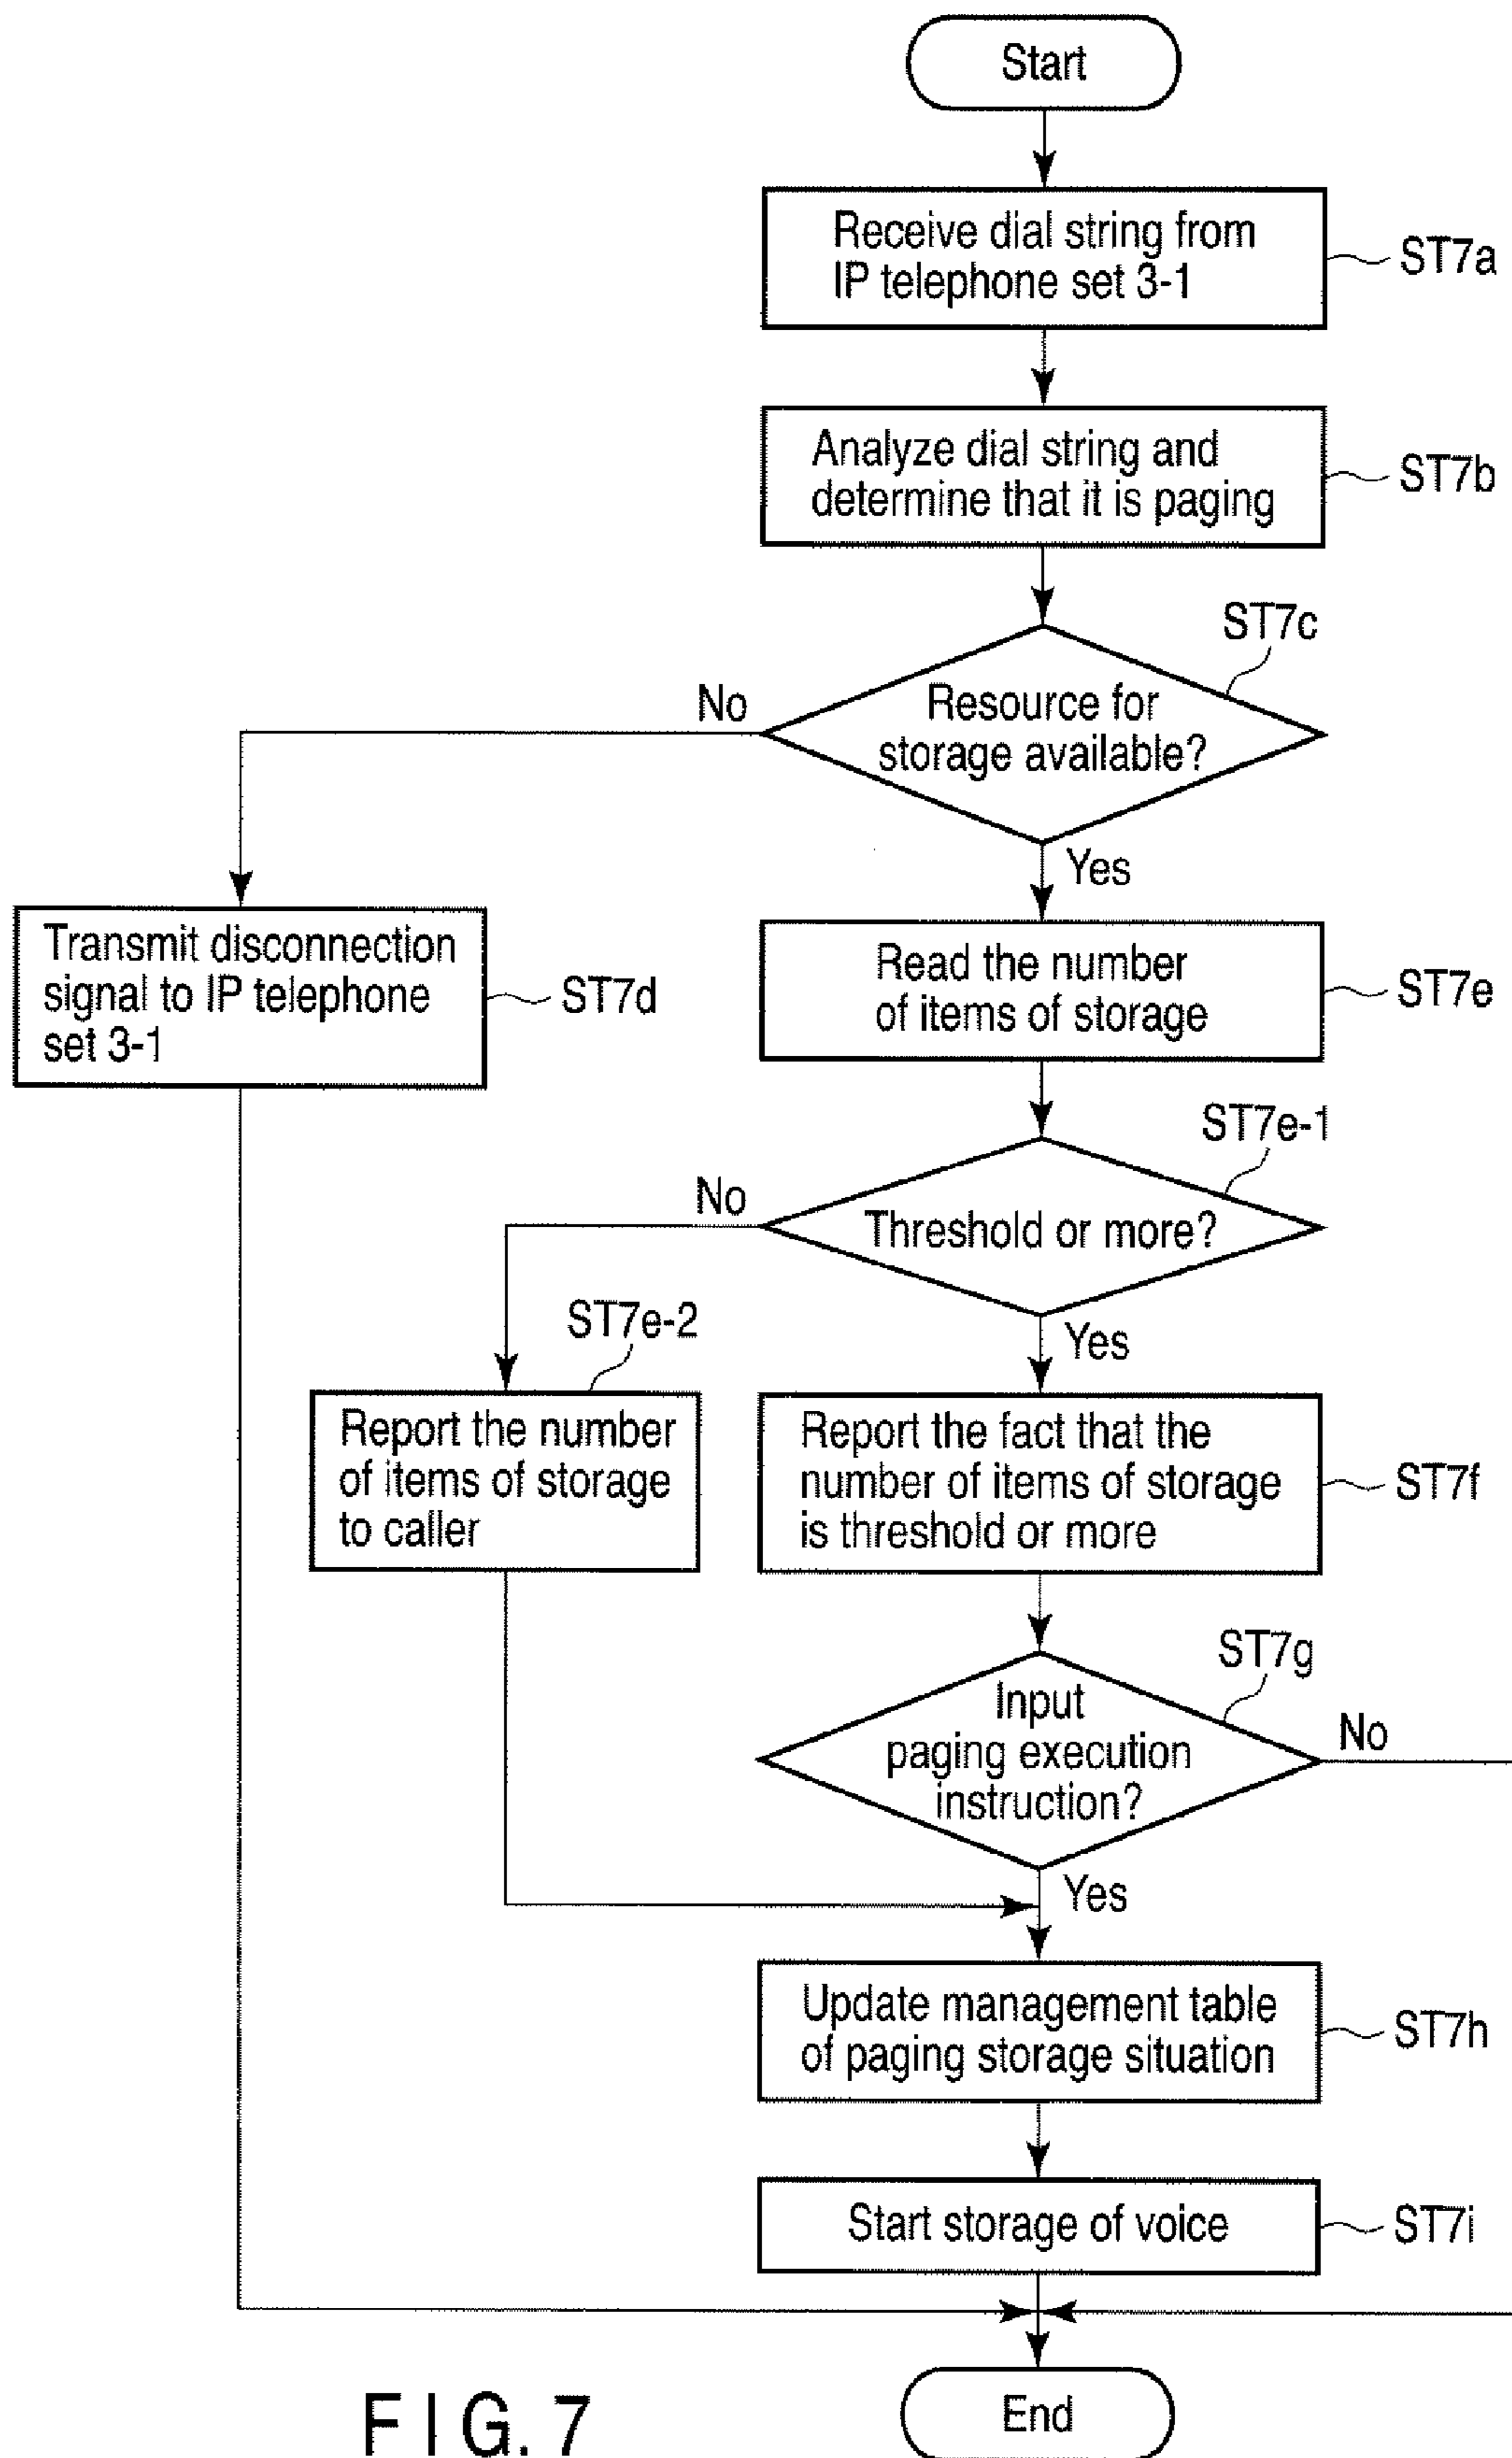 Start
Receive dial string from
IP telephone set 3-1
ST7a
Analyze dial string and
determine that it is paging
ST7b
ST7c
No
Resource for
storage available?
Yes
Transmit disconnection
signal to IP telephone
set 3-1
ST7d
Read the number
of items of storage
ST7e
ST7e-1
No
Threshold or more?
Yes
ST7e-2
Report the number
of items of storage
to caller
Report the fact that the
number of items of storage
is threshold or more
ST7f
ST7g
Input
paging execution
instruction?
No
Yes
Update management table
of paging storage situation
ST7h
Start storage of voice
ST7i
End
FIG. 7